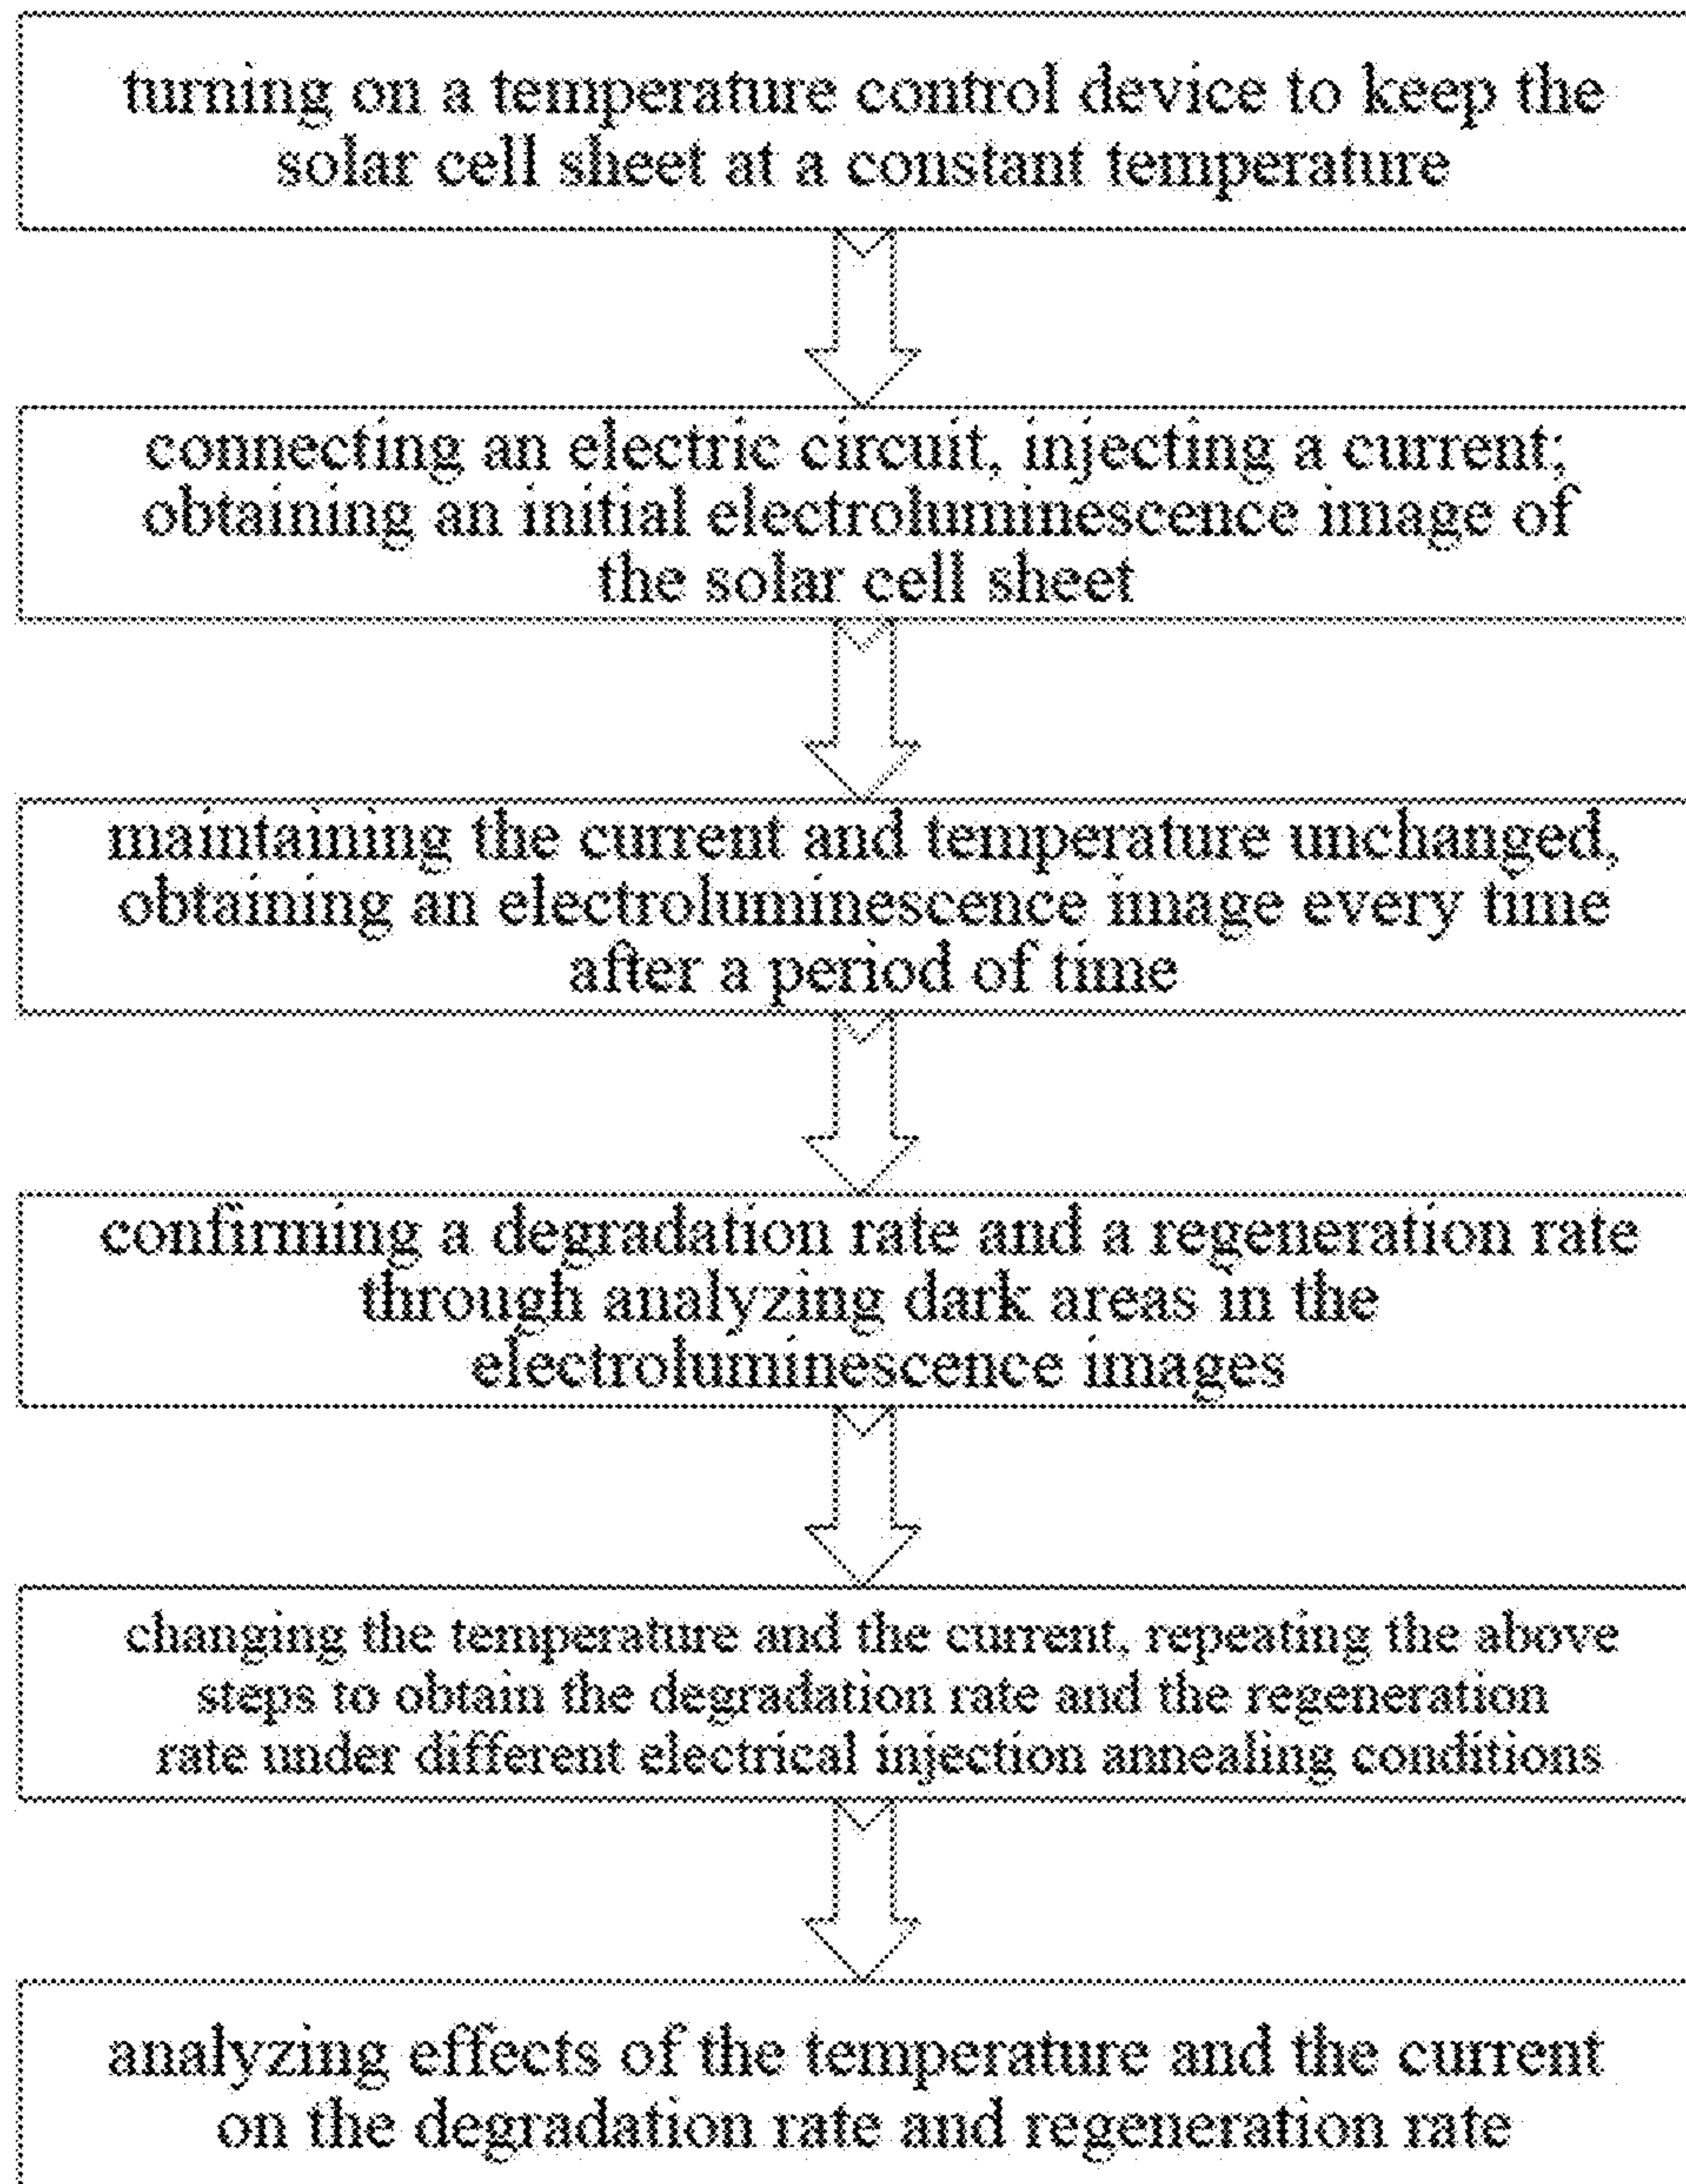 turning on a temperature control device to keep the
solar cell sheet at a constant temperature
connecting an electric circuit, injecting a current;
obtaining an initial electroluminescence image of
the solar cell sheet
maintaining the current and temperature unchanged,
obtaining an electroluminescence image every time
after a period of time
confirming a degradation rate and a regeneration rate
through analyzing dark areas in the
electroluminescence images
changing the temperature and the current, repeating the above
steps to obtain the degradation rate and the regeneration
rate under different electrical injection annealing conditions
analyzing effects of the temperature and the current
on the degradation rate and regeneration rate